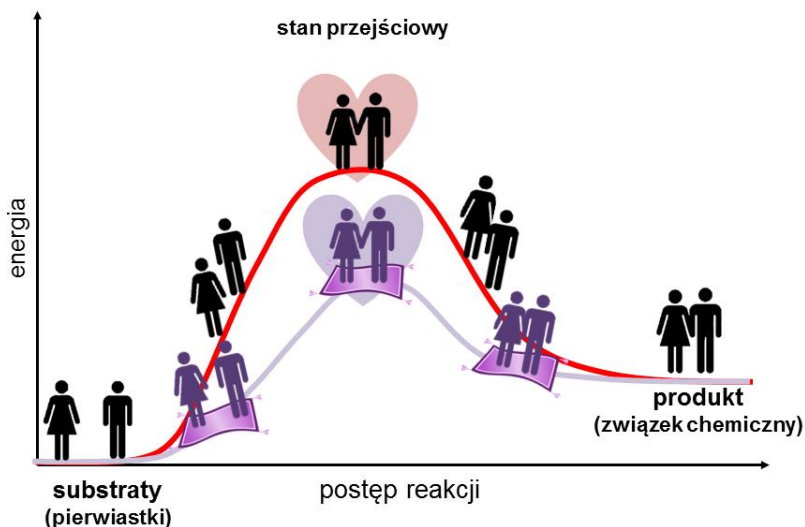 stan przejściowy
energia
produkt
(związek chemiczny)
substraty
(pierwiastki)
postęp reakcji